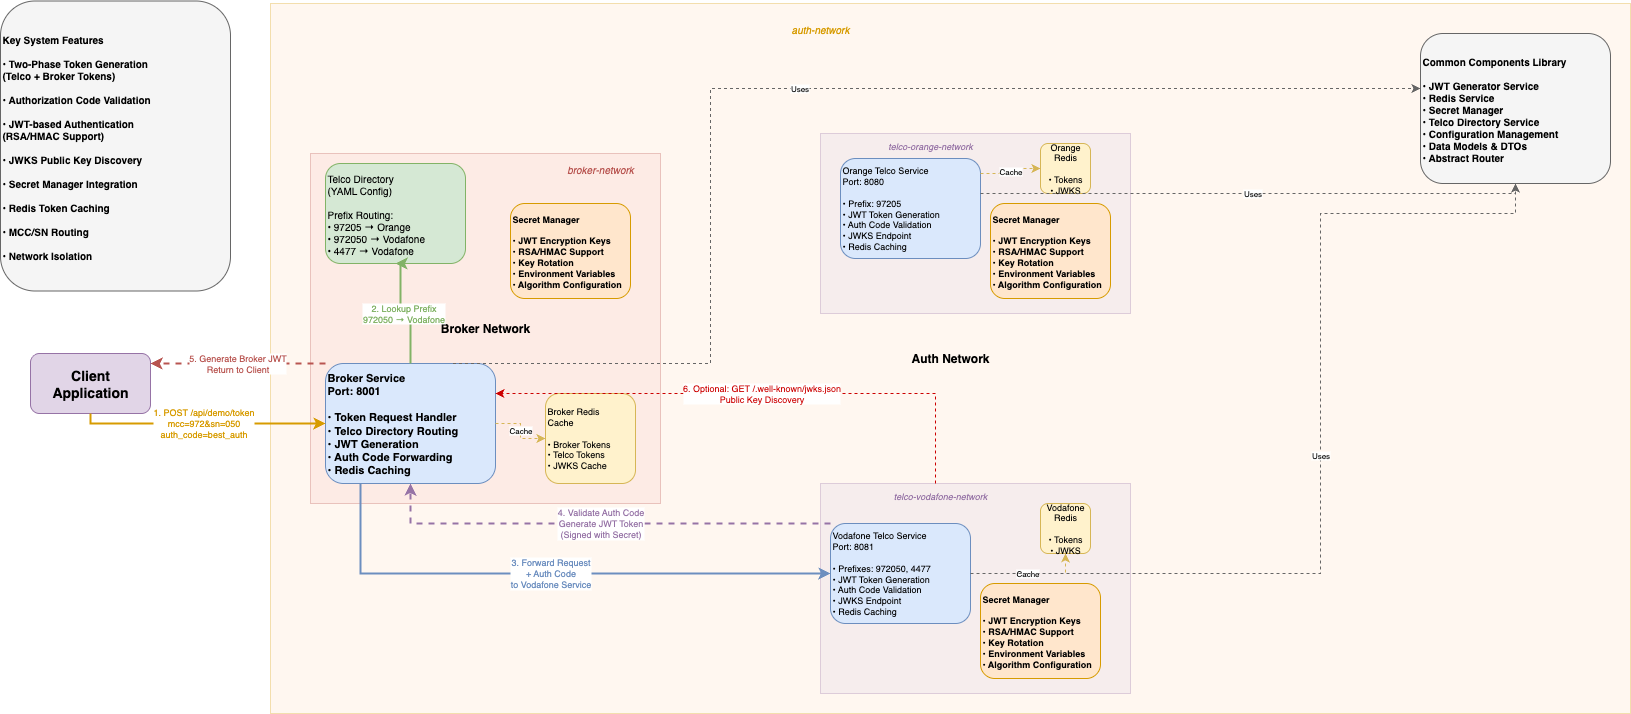 Key System Features
• Two-Phase Token Generation
(Telco + Broker Tokens)
• Authorization Code Validation
• JWT-based Authentication
(RSA/HMAC Support)
• JWKS Public Key Discovery
• Secret Manager Integration
• Redis Token Caching
• MCC/SN Routing
• Network Isolation
auth-network
Common Components Library
• JWT Generator Service
• Redis Service
• Secret Manager
• Telco Directory Service
• Configuration Management
• Data Models & DTOs
• Abstract Router
Uses
broker-network
Telco Directory
(YAML Config)
Prefix Routing:
• 97205 → Orange
• 972050 → Vodafone
• 4477 → Vodafone
Secret Manager
• JWT Encryption Keys
• RSA/HMAC Support
• Key Rotation
• Environment Variables
• Algorithm Configuration
2. Lookup Prefix
972050 → Vodafone
Broker Network
telco-orange-network
Orange Telco Service
Port: 8080
• Prefix: 97205
• JWT Token Generation
• Auth Code Validation
• JWKS Endpoint
• Redis Caching
Cache
Orange
Redis
• Tokens
• JWKS
Uses
Secret Manager
• JWT Encryption Keys
• RSA/HMAC Support
• Key Rotation
• Environment Variables
• Algorithm Configuration
Auth Network
Client
Application
5. Generate Broker JWT
Return to Client
1. POST /api/demo/token
mcc=972&sn=050
auth_code=best_auth
Broker Service
Port: 8001
• Token Request Handler
• Telco Directory Routing
• JWT Generation
• Auth Code Forwarding
• Redis Caching
Cache
Broker Redis
Cache
• Broker Tokens
• Telco Tokens
• JWKS Cache
6. Optional: GET /.well-known/jwks.json
Public Key Discovery
Uses
4. Validate Auth Code
Generate JWT Token
(Signed with Secret)
3. Forward Request
+ Auth Code
to Vodafone Service
telco-vodafone-network
Vodafone Telco Service
Port: 8081
• Prefixes: 972050, 4477
• JWT Token Generation
• Auth Code Validation
• JWKS Endpoint
• Redis Caching
Vodafone
Redis
• Tokens
• JWKS
Cache
Secret Manager
• JWT Encryption Keys
• RSA/HMAC Support
• Key Rotation
• Environment Variables
• Algorithm Configuration